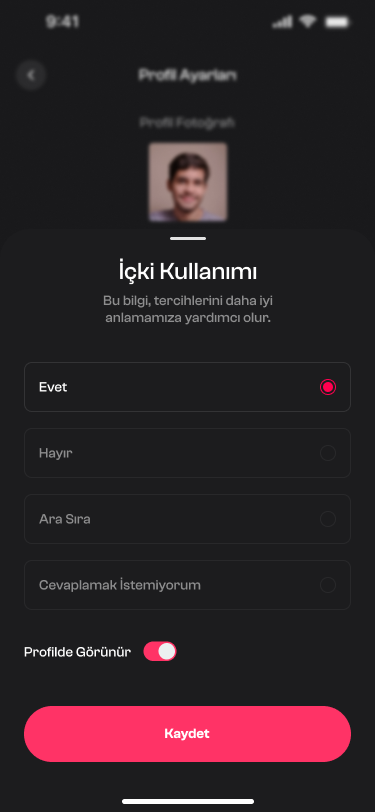 9:41
Profil Ayarları
Profil Fotoğrafı
İçki Kullanımı
Bu bilgi, tercihlerini daha iyi
anlamamıza yardımcı olur.
Evet
Hayır
Ara Sıra
Cevaplamak İstemiyorum
Profilde Görünür
Kaydet